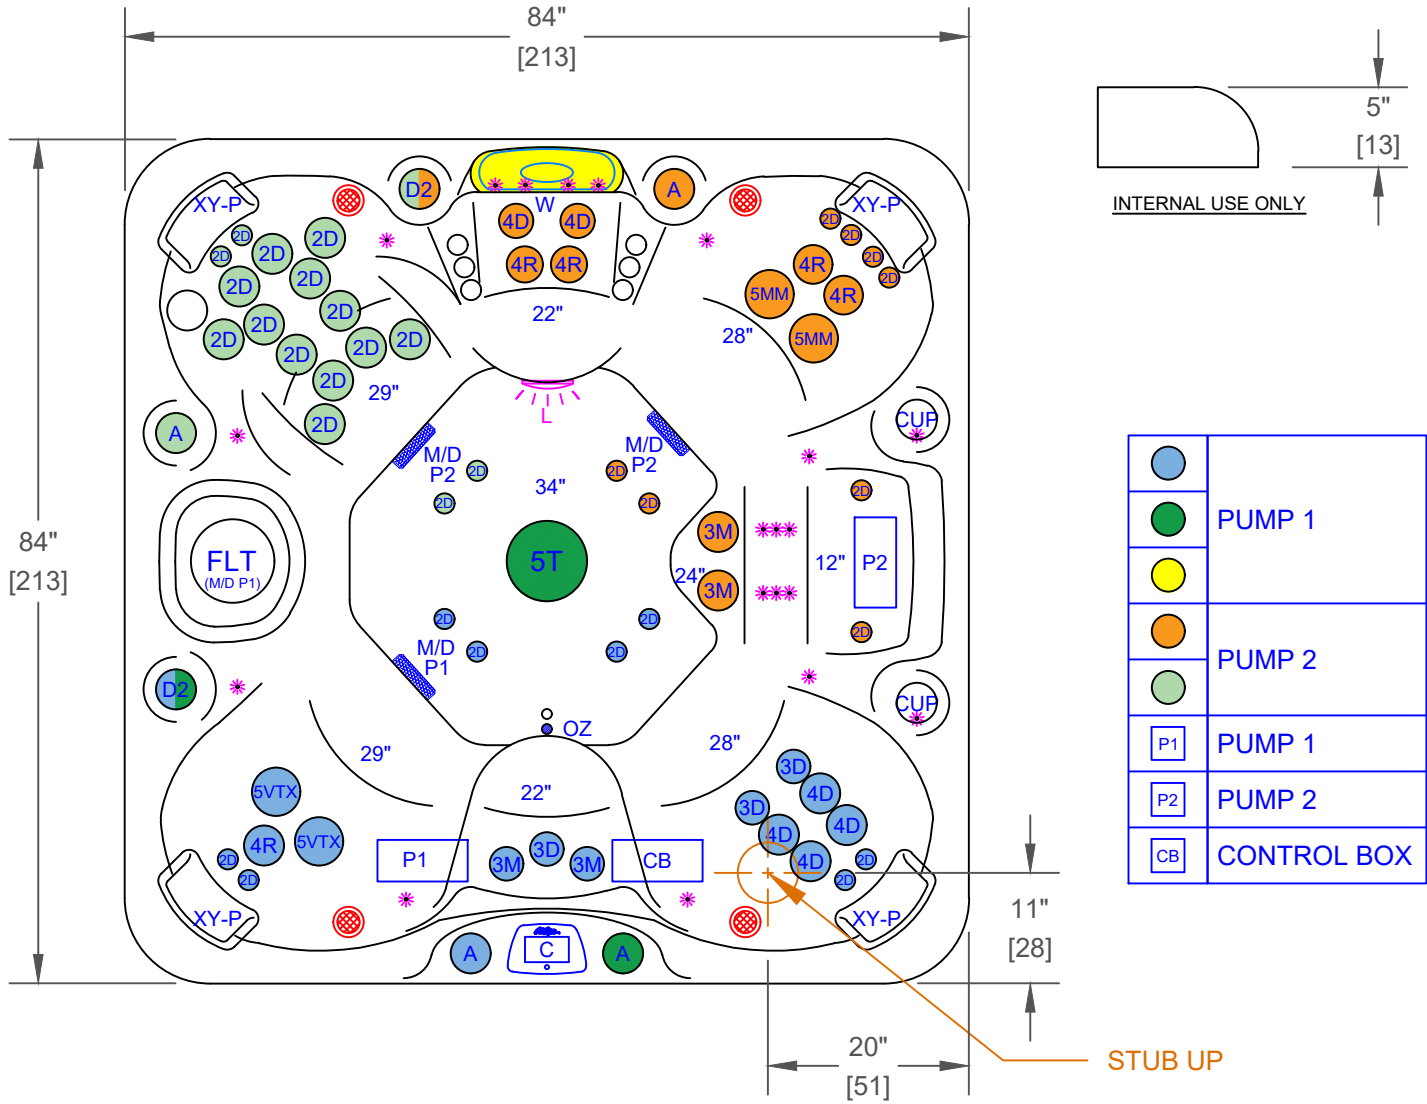 84"
[213]
5"
[13]
INTERNAL USE ONLY
XY-P
D2
W
A
XY-P
4D
4D
4R
4R
22"
2D
2D
2D
2D
2D
2D
2D
2D
2D
2D
2D
2D
2D
2D
29"
2D
2D
2D
2D
4R
4R
5MM
5MM
28"
L
A
CUP
M/D
P2
M/D
P2
2D
2D
2D
2D
34"
84"
[213]
FLT
(M/D P1)
5T
3M
3M
24"
12"
2D
P2
2D
2D
2D
2D
2D
M/D
P1
D2
CUP
OZ
29"
28"
22"
5VTX
5VTX
4R
2D
2D
P1
3M
3D
3M
CB
3D
3D
4D
4D
4D
4D
2D
2D
XY-P
XY-P
A
C
A
11"
[28]
20"
[51]
STUB UP
PUMP 1
PUMP 2
P1 PUMP 1
P2 PUMP 2
CB CONTROL BOX